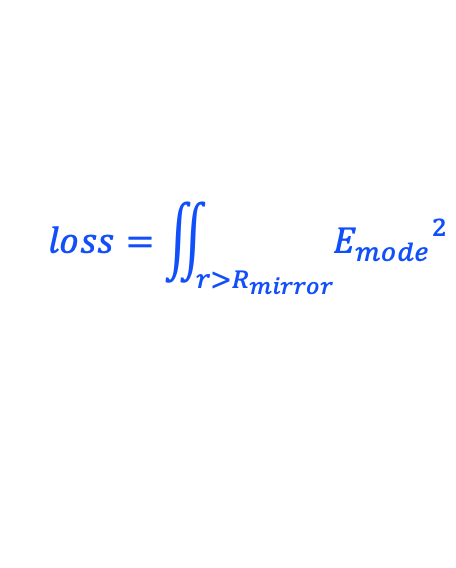 loss = ∬_{r>R_{mirror}} E_{mode}^2